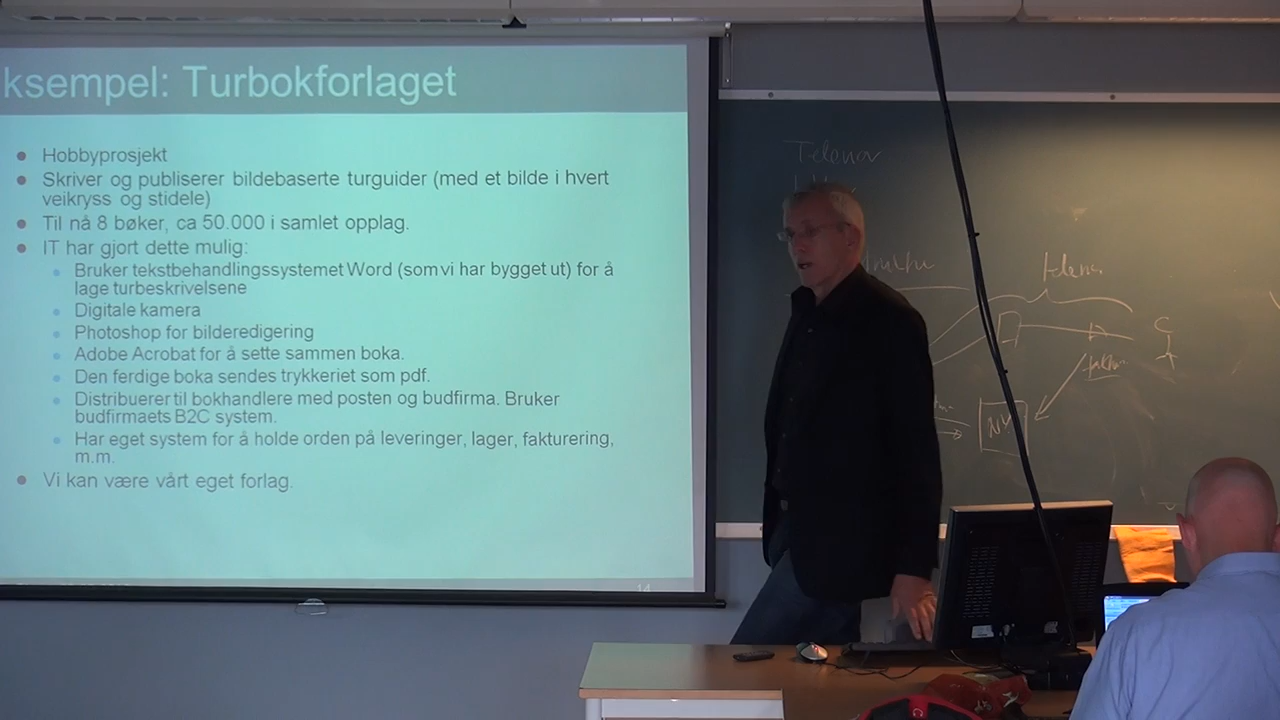 ksempel: Turbokforlaget
Hobbyprosjekt
Skriver og publiserer bildebaserte turguider (med et bilde i hvert
veikryss og stidele)
Til nå 8 bøker, ca 50.000 i samlet opplag.
IT har gjort dette mulig:
Bruker tekstbehandlingssystemet Word (som vi har bygget ut) for å
lage turbeskrivelsene
Digitale kamera
Photoshop for bilderedigering
Adobe Acrobat for å sette sammen boka.
Den ferdige boka sendes trykkeriet som pdf.
Distribuerer til bokhandlere med posten og budfirma. Bruker
budfirmaets B2C system.
Har eget system for å holde orden på leveringer, lager, fakturering,
m.m.
Vi kan være vårt eget forlag.
14
Telenor
telenor
C
NV